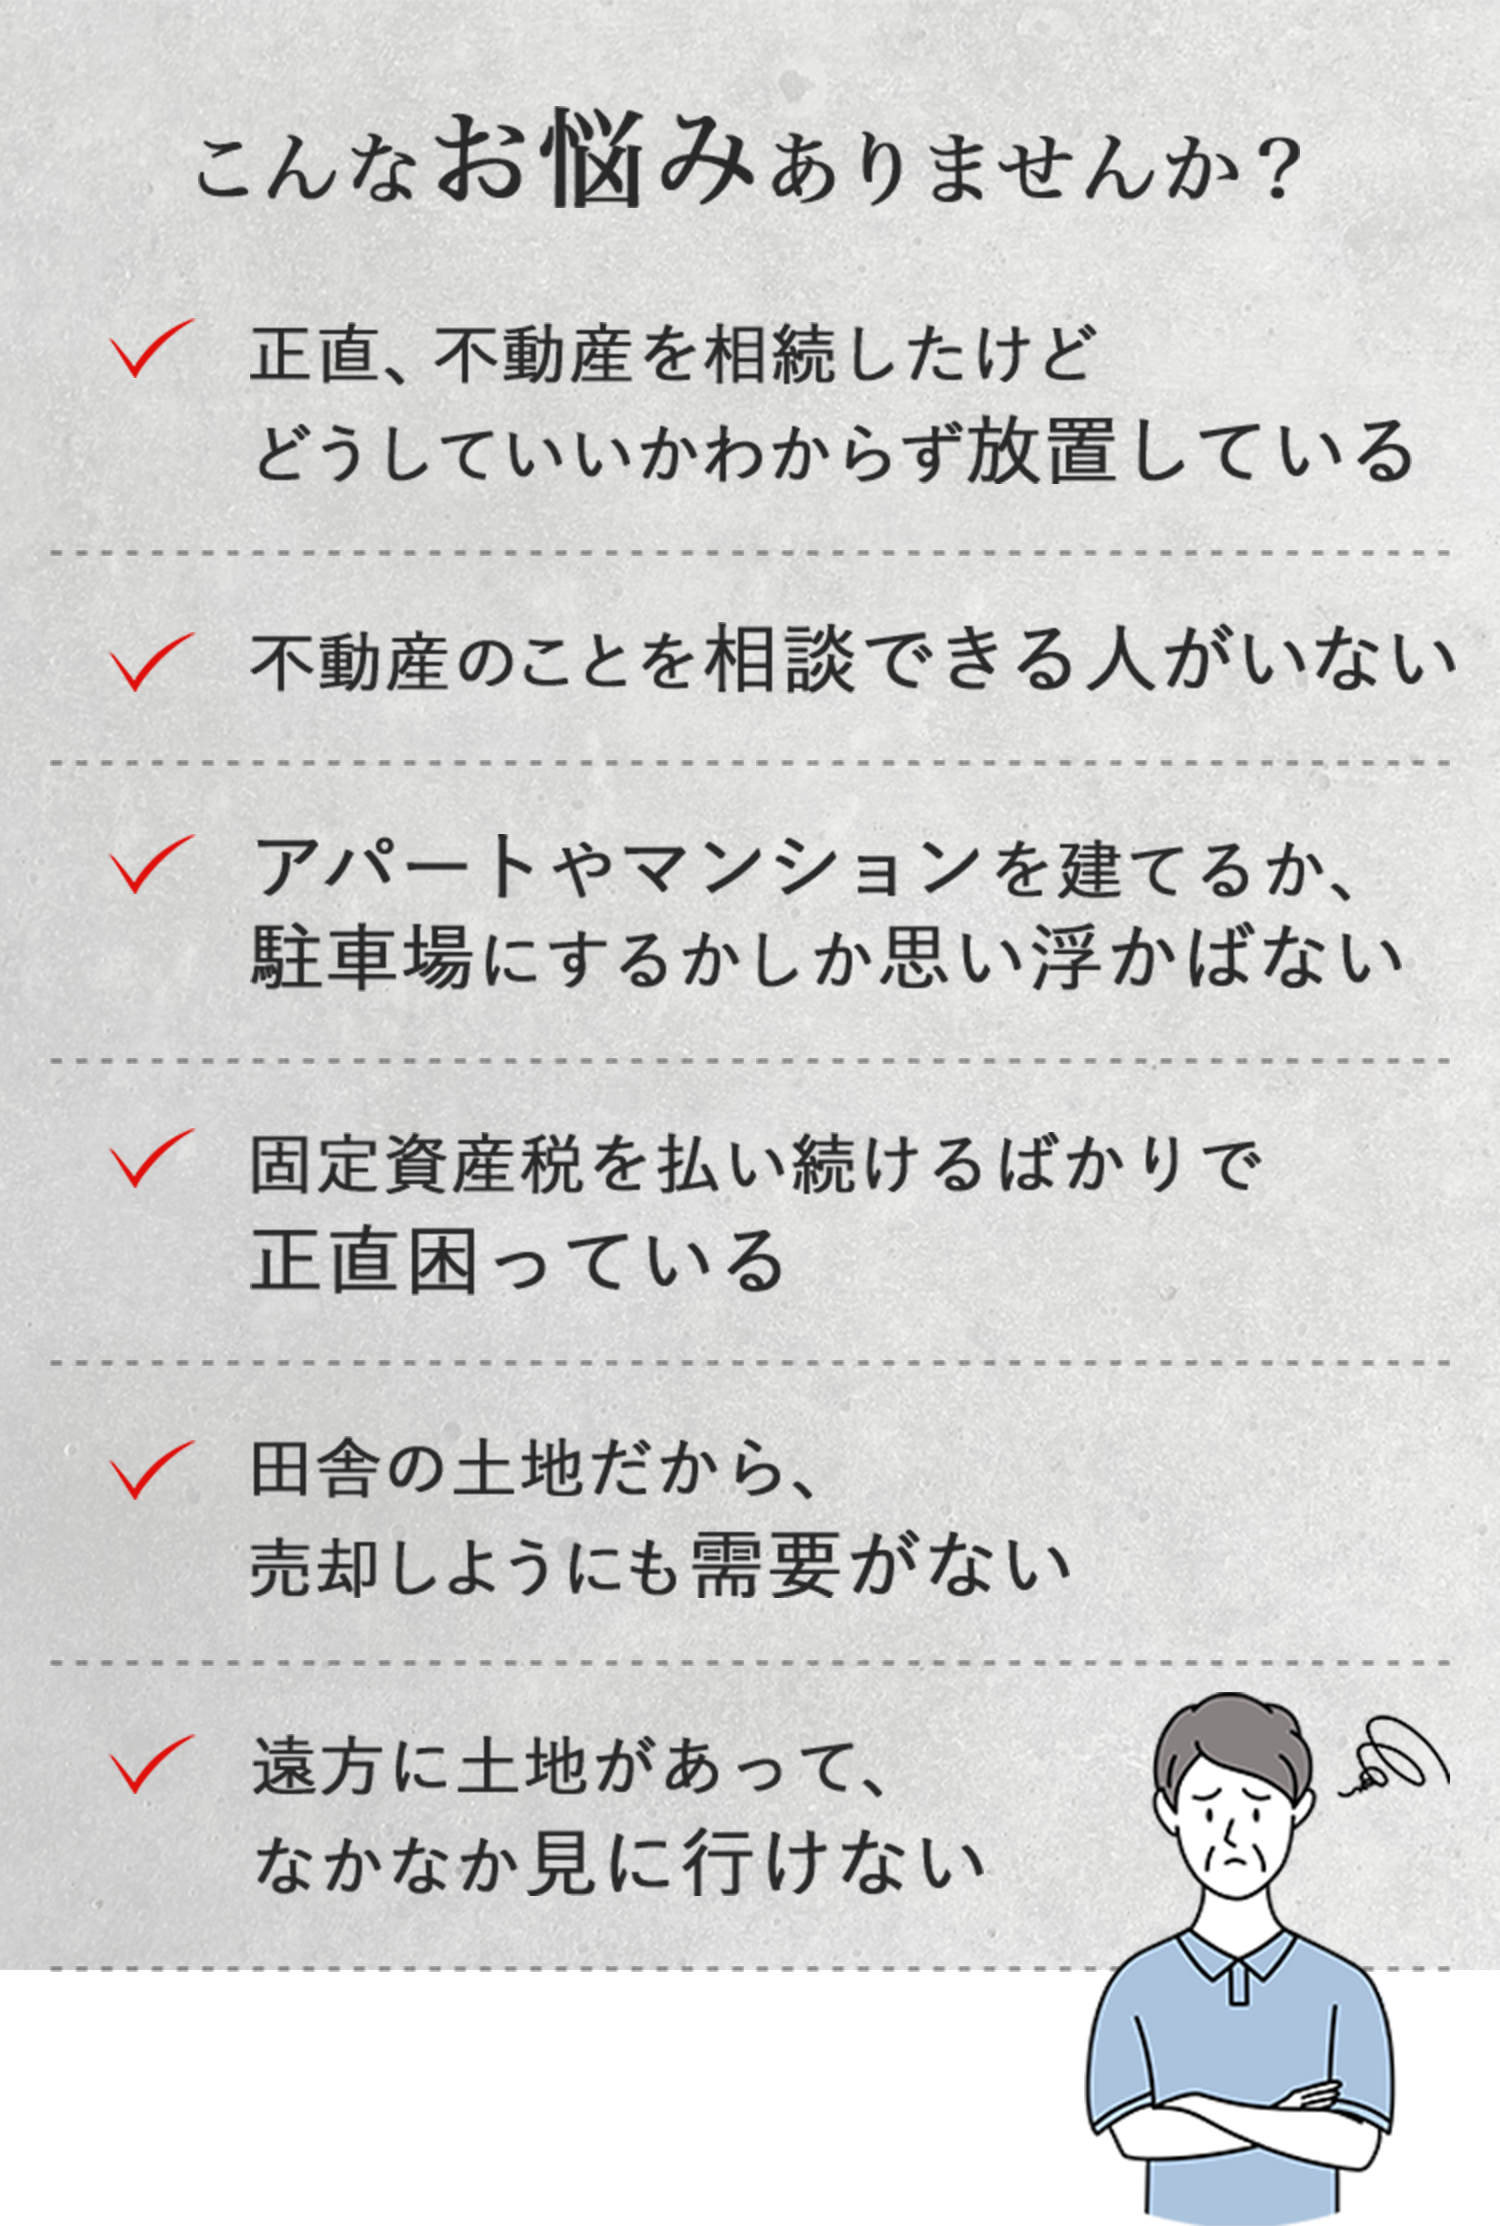 こんなお悩みありませんか？
正直、不動産を相続したけど
どうしていいかわからず放置している
不動産のことを相談できる人がいない
アパートやマンションを建てるか、
駐車場にするかしか思い浮かばない
固定資産税を払い続けるばかりで
正直困っている
田舎の土地だから、
売却しようにも需要がない
遠方に土地があって、
なかなか見に行けない